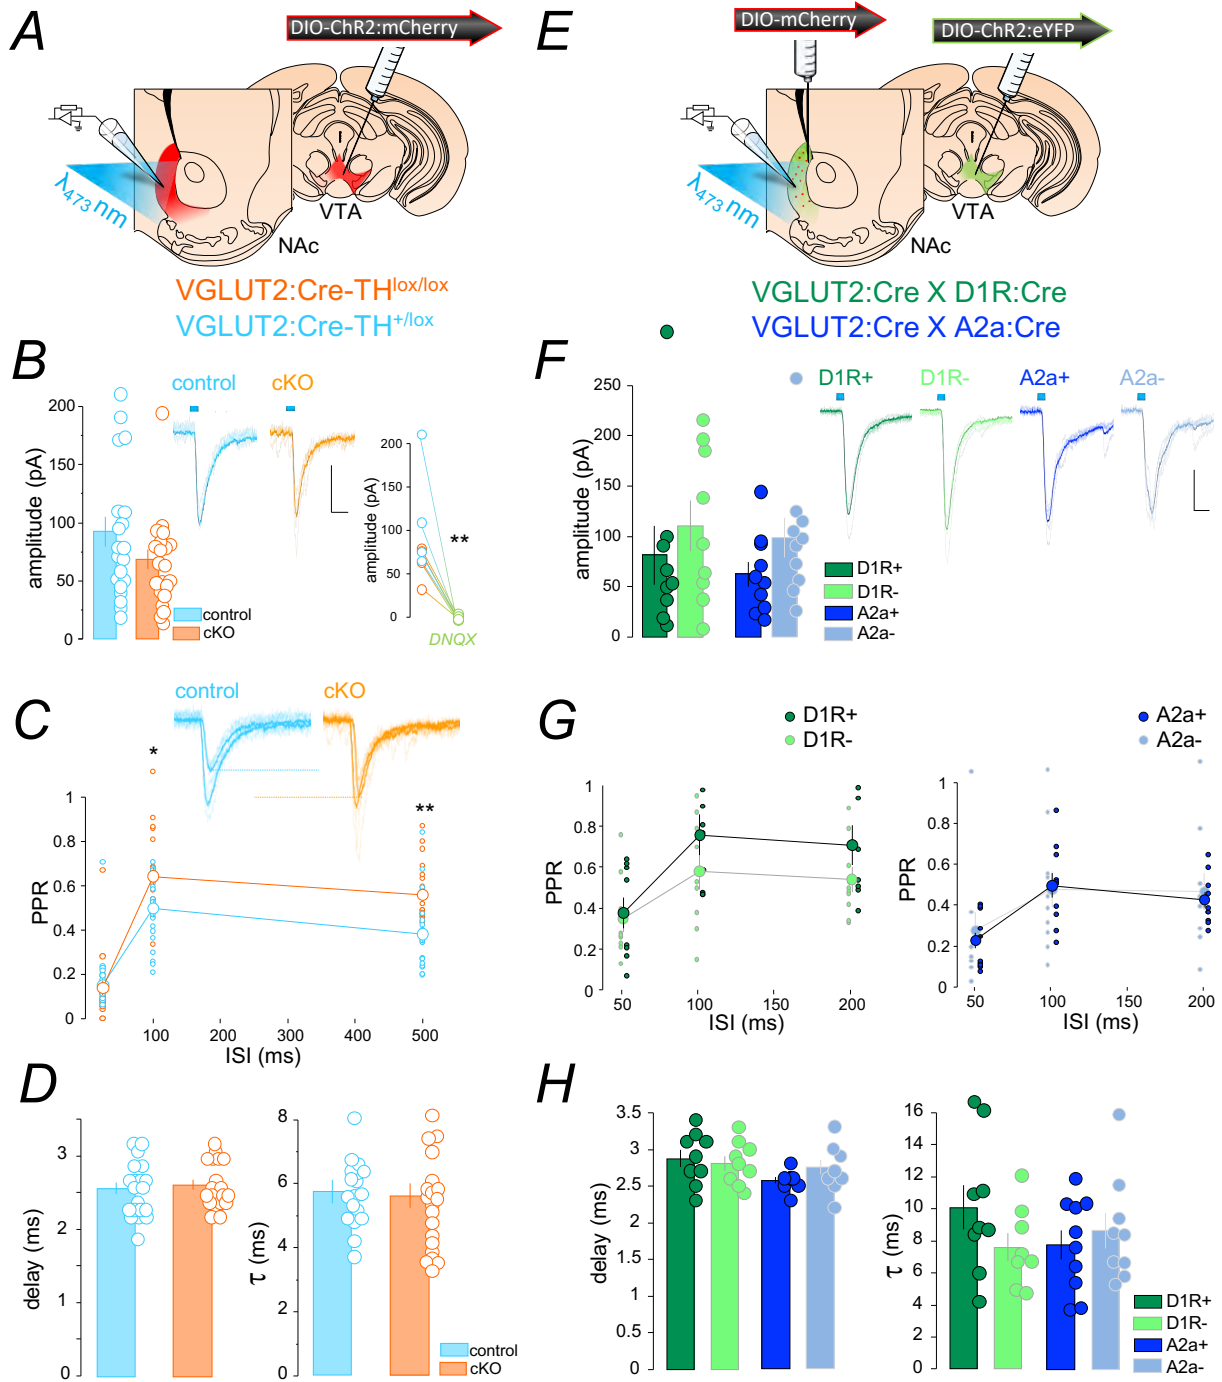 A
DIO-ChR2:mCherry
λ473 nm
VTA
NAc
VGLUT2:Cre-THlox/lox
VGLUT2:Cre-TH+/lox
E
DIO-mCherry
DIO-ChR2:eYFP
λ473 nm
VTA
NAc
VGLUT2:Cre X D1R:Cre
VGLUT2:Cre X A2a:Cre
B
control
cKO
amplitude (pA)
200
150
100
50
0
control
cKO
amplitude (pA)
200
150
100
50
0
**
DNQX
F
D1R+
D1R-
A2a+
A2a-
amplitude (pA)
250
200
150
100
50
0
D1R+
D1R-
A2a+
A2a-
C
control
cKO
*
**
PPR
1
0.8
0.6
0.4
0.2
0
100
200
300
400
500
ISI (ms)
G
D1R+
D1R-
PPR
1
0.8
0.6
0.4
0.2
0
50
100
150
200
ISI (ms)
A2a+
A2a-
PPR
1
0.8
0.6
0.4
0.2
0
50
100
150
200
ISI (ms)
D
delay (ms)
3
2
1
0
τ (ms)
8
6
4
2
0
control
cKO
H
delay (ms)
3.5
3
2.5
2
1.5
1
0.5
0
τ (ms)
16
14
12
10
8
6
4
2
0
D1R+
D1R-
A2a+
A2a-